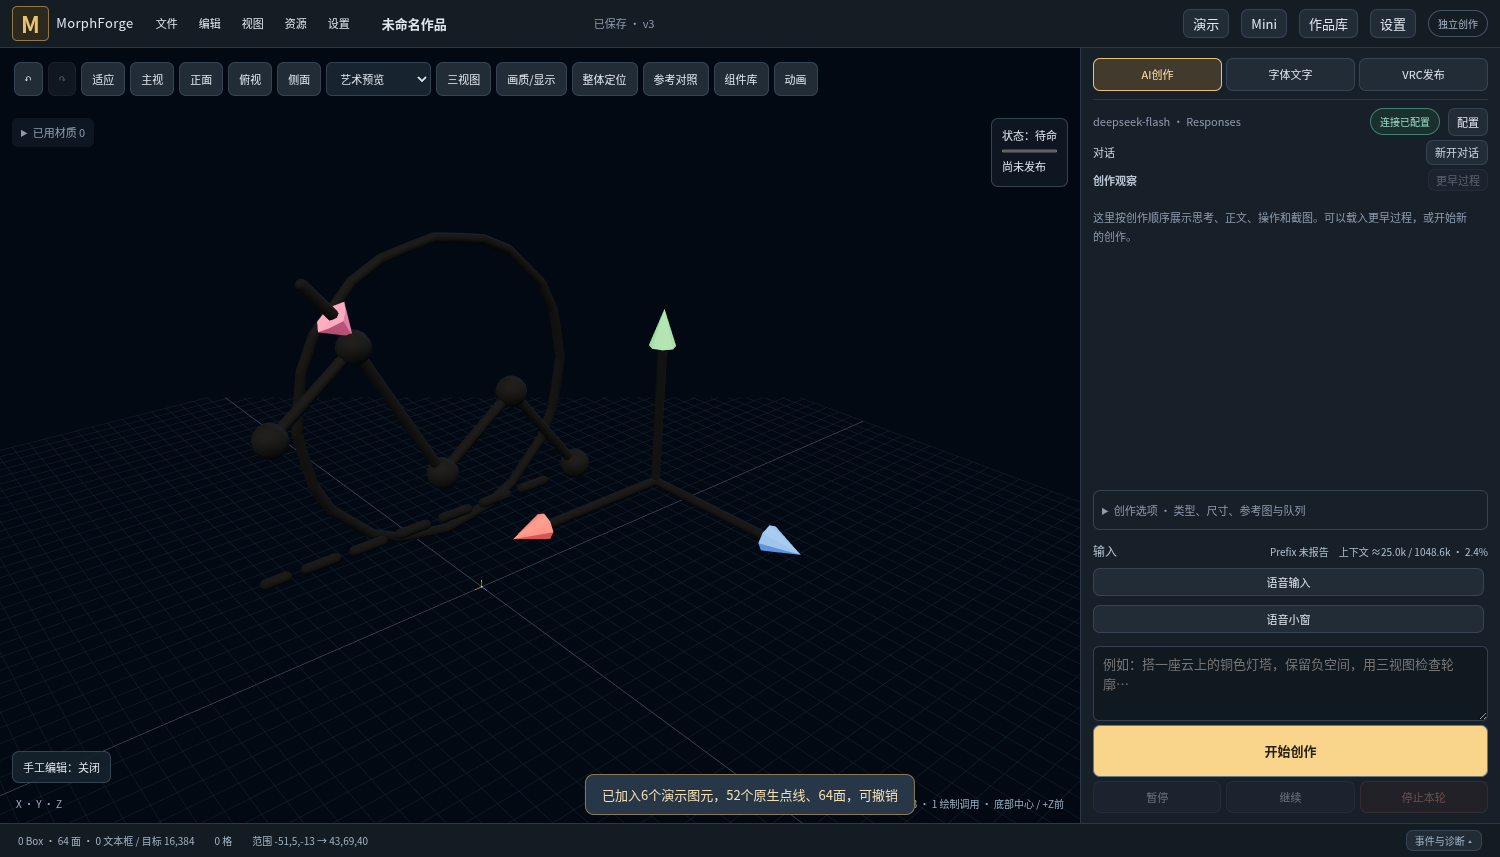 M MorphForge 文件 编辑 视图 资源 设置 未命名作品 已保存 · v3 演示 Mini 作品库 设置 独立创作
↶ ↷ 适应 主视 正面 俯视 侧面 艺术预览 三视图 画质/显示 整体定位 参考对照 组件库 动画
▶ 已用材质 0
状态：待命
尚未发布
AI创作 字体文字 VRC发布
deepseek-flash · Responses 连接已配置 配置
对话 新开对话
创作观察 更早过程
这里按创作顺序展示思考、正文、操作和截图。可以载入更早过程，或开始新
的创作。
▶ 创作选项 · 类型、尺寸、参考图与队列
输入 Prefix 未报告 上下文 ≈25.0k / 1048.6k · 2.4%
语音输入
语音小窗
例如：搭一座云上的铜色灯塔，保留负空间，用三视图检查轮
廓…
开始创作
暂停 继续 停止本轮
手工编辑：关闭
X · Y · Z
已加入6个演示图元，52个原生点线、64面，可撤销
· 1 绘制调用 · 底部中心 / +Z前
0 Box · 64 面 · 0 文本框 / 目标 16,384 0 格 范围 -51,5,-13 → 43,69,40 事件与诊断 ▴